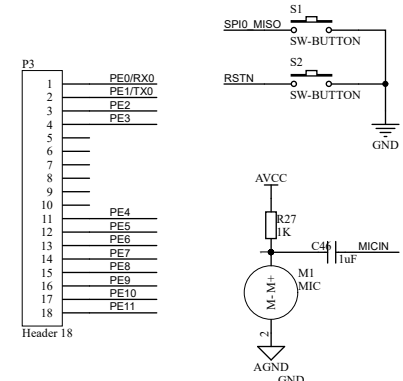 S1
SPI0_MISO
SW-BUTTON
S2
RSTN
SW-BUTTON
GND
P3
1 PE0/RX0
2 PE1/TX0
3 PE2
4 PE3
5
6
7
8
9
10
11 PE4
12 PE5
13 PE6
14 PE7
15 PE8
16 PE9
17 PE10
18 PE11
Header 18
AVCC
R27
1K
C46 MICIN
1uF
M1
MIC
M- M+
2
AGND
GND